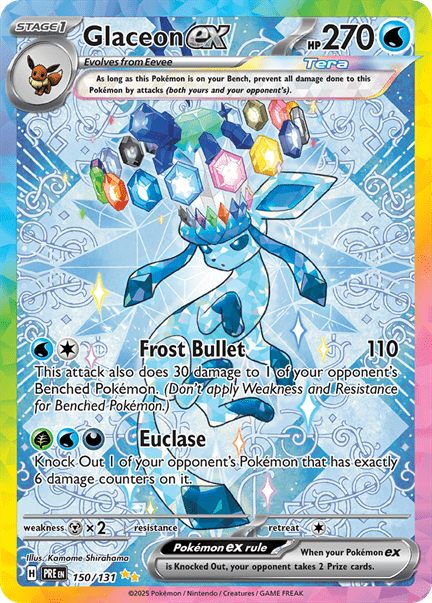 STAGE1 Glaceon ex HP 270
Evolves from Eevee Tera
As long as this Pokémon is on your Bench, prevent all damage done to this
Pokémon by attacks (both yours and your opponent's).
Frost Bullet 110
This attack also does 30 damage to 1 of your opponent's
Benched Pokémon. (Don't apply Weakness and Resistance
for Benched Pokémon.)
Euclase
Knock Out 1 of your opponent's Pokémon that has exactly
6 damage counters on it.
weakness ×2 resistance retreat
Illus. Kamome Shirahama
Pokémon ex rule When your Pokémon ex
is Knocked Out, your opponent takes 2 Prize cards.
H PRE EN 150/131
©2025 Pokémon / Nintendo / Creatures / GAME FREAK